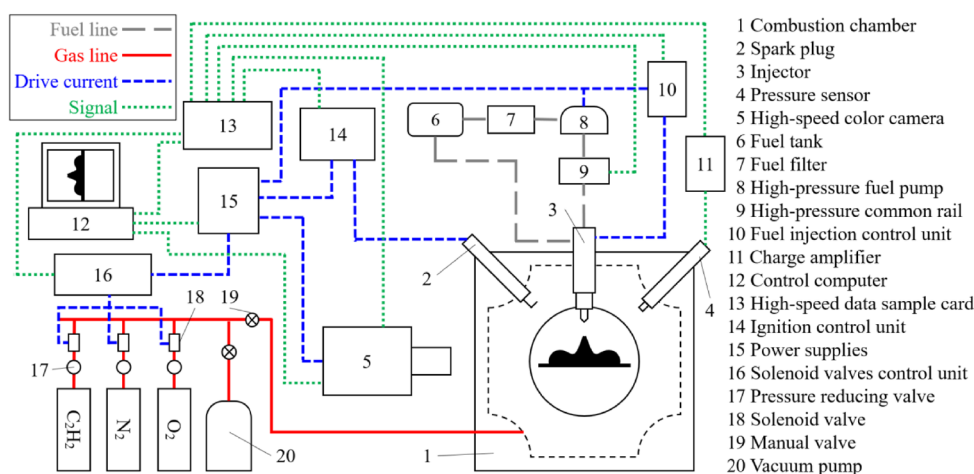 Fuel line
Gas line
Drive current
Signal
1 Combustion chamber
2 Spark plug
3 Injector
4 Pressure sensor
5 High-speed color camera
6 Fuel tank
7 Fuel filter
8 High-pressure fuel pump
9 High-pressure common rail
10 Fuel injection control unit
11 Charge amplifier
12 Control computer
13 High-speed data sample card
14 Ignition control unit
15 Power supplies
16 Solenoid valves control unit
17 Pressure reducing valve
18 Solenoid valve
19 Manual valve
20 Vacuum pump
13
14
6
7
8
9
10
11
12
15
16
3
2
4
18
19
17
5
C₂H₂
N₂
O₂
20
1